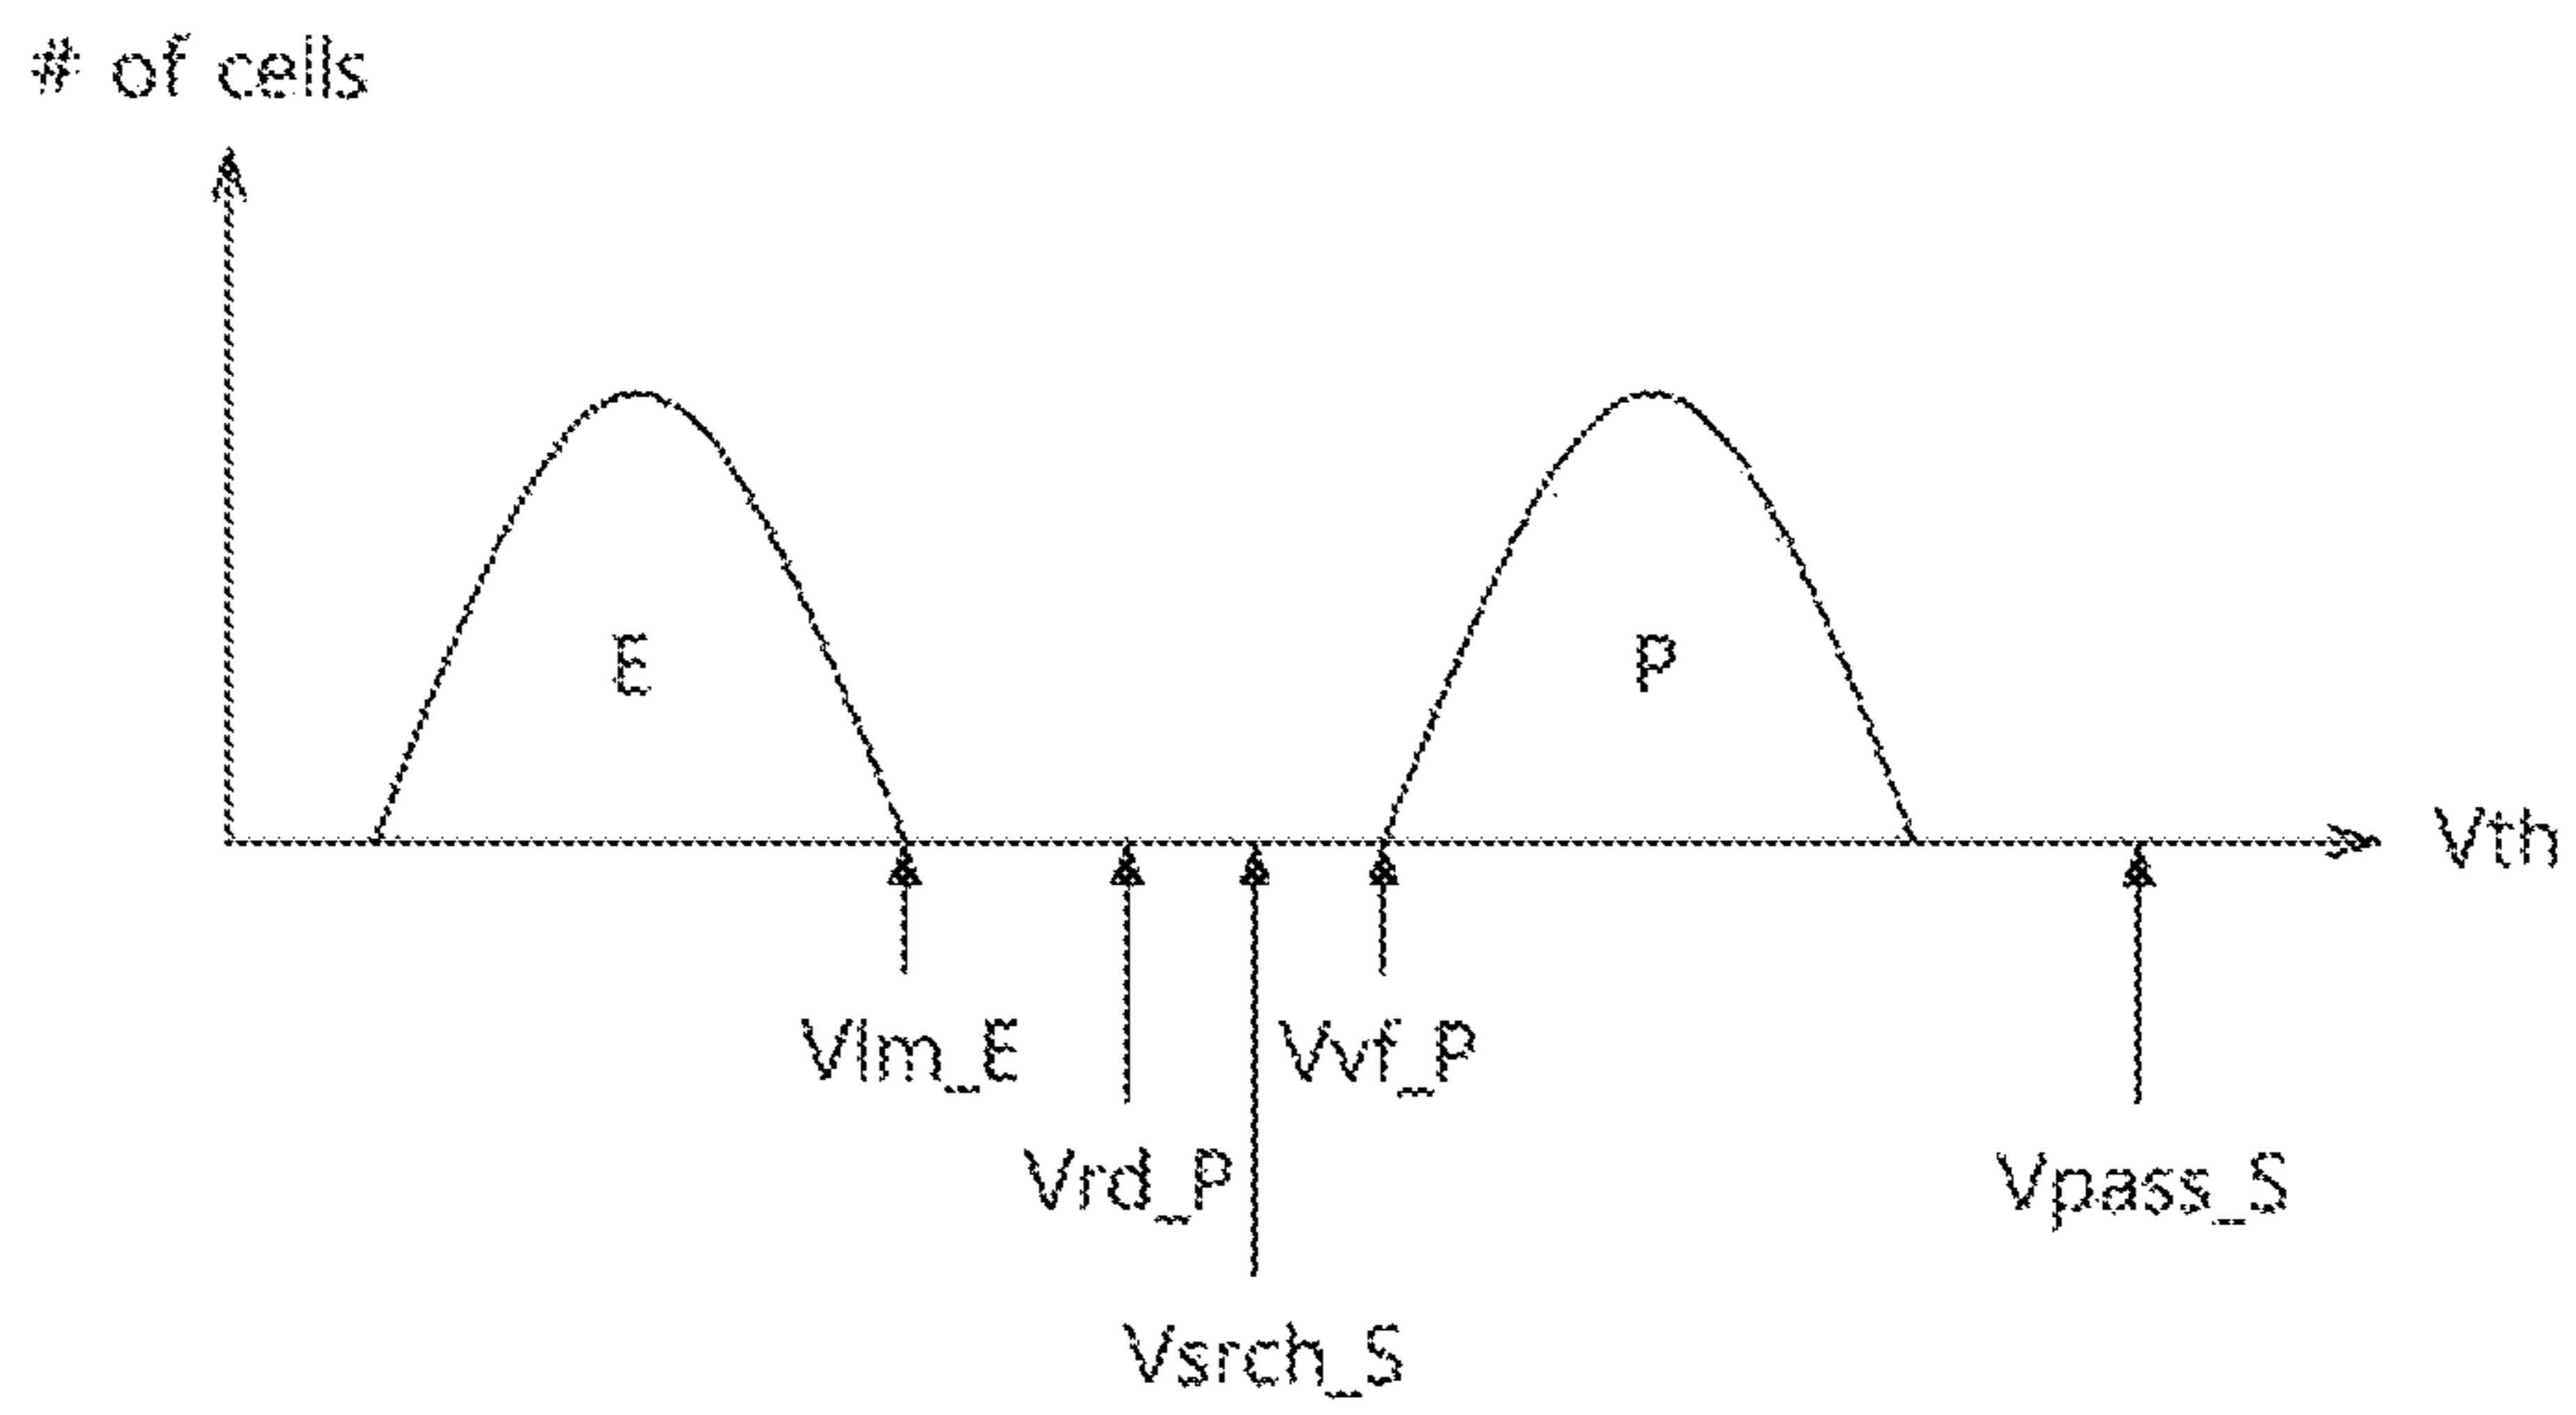 # of cells
E
P
Vth
Vlm_E
Vvf_P
Vrd_P
Vpass_S
Vsrch_S